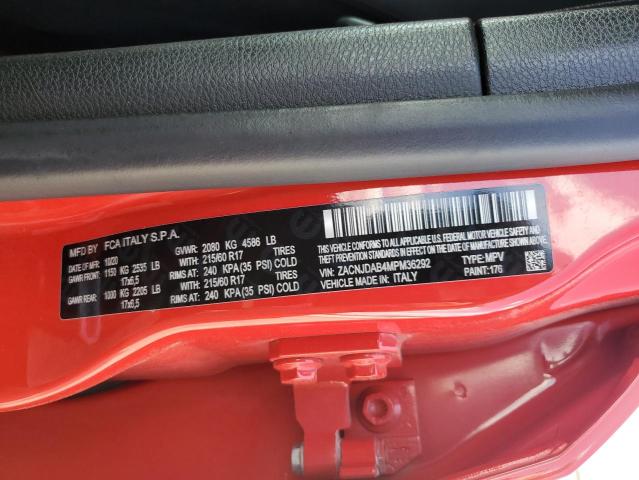 MFD BY FCA ITALY S.P.A.
DATE OF MFD 10/20 GVWR: 2080 KG 4586 LB
GAWR FRONT: 1150 KG 2535 LB WITH: 215/60 R17 TIRES
17x6,5 RIMS AT: 240 KPA(35 PSI) COLD
GAWR REAR: 1000 KG 2205 LB WITH: 215/60 R17 TIRES
17x6,5 RIMS AT: 240 KPA(35 PSI) COLD
THIS VEHICLE CONFORMS TO ALL APPLICABLE U.S. FEDERAL MOTOR VEHICLE
SAFETY, BUMPER, AND THEFT PREVENTION STANDARDS IN EFFECT ON THE DATE
OF MANUFACTURE SHOWN ABOVE.
VIN: ZACNJDAB4MPM36292 TYPE: MPV
VEHICLE MADE IN: ITALY PAINT: 176